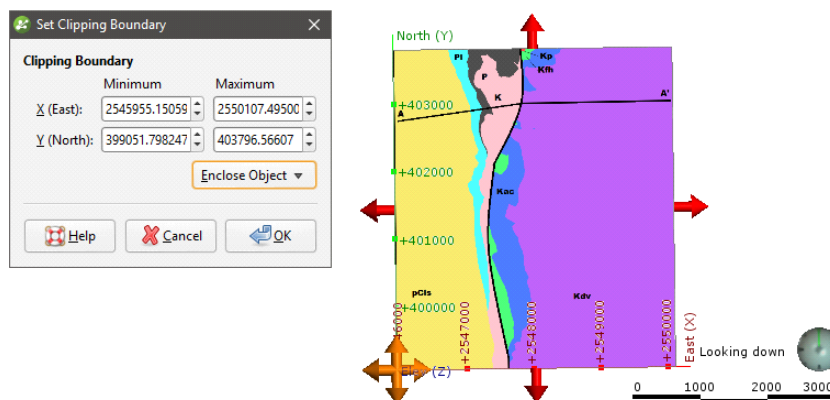 Set Clipping Boundary
Clipping Boundary
Minimum Maximum
X (East): 2545955.15059 2550107.49500
Y (North): 399051.798247 403796.56607
Enclose Object
Help Cancel OK
North (Y)
Pl Kp
P Kfh
K
+403000
A A'
+402000
Kac
+401000
pCls Kdv
+400000
+2547000
+2548000
+2549000
+2550000
East (X)
(Z)
Looking down
0 1000 2000 3000